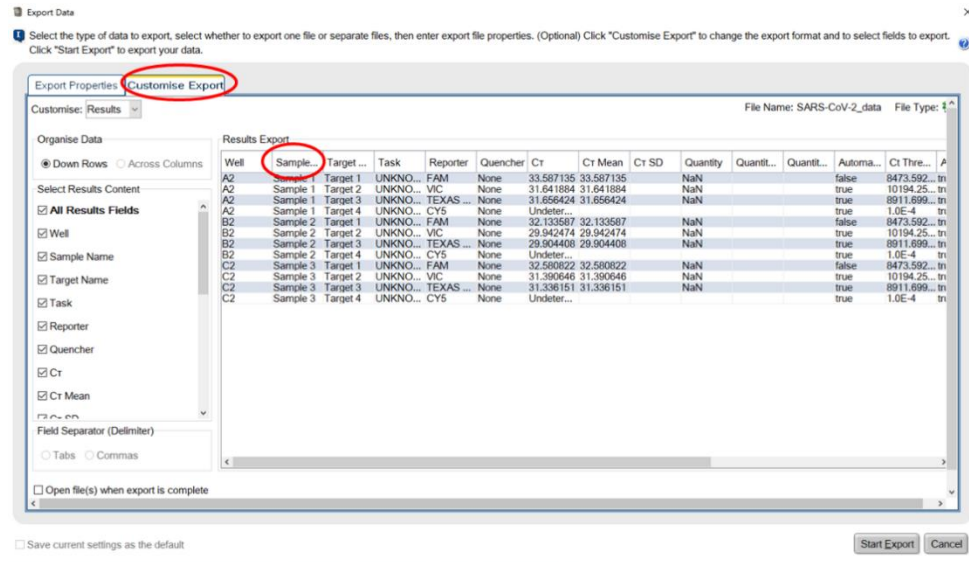 Export Data
Select the type of data to export, select whether to export one file or separate files, then enter export file properties. (Optional) Click "Customise Export" to change the export format and to select fields to export.
Click "Start Export" to export your data.
Export Properties Customise Export
Customise: Results File Name: SARS-CoV-2_data File Type:
Organise Data
Down Rows Across Columns
Select Results Content
All Results Fields
Well
Sample Name
Target Name
Task
Reporter
Quencher
CT
CT Mean
CT SD
Field Separator (Delimiter)
Tabs Commas
Open file(s) when export is complete
Results Export
Well Sample... Target ... Task Reporter Quencher CT CT Mean CT SD Quantity Quantit... Quantit... Automa... Ct Thre... A
A2 Sample 1 Target 1 UNKNO... FAM None 33.587135 33.587135 NaN false 8473.592... tn
A2 Sample 1 Target 2 UNKNO... VIC None 31.641884 31.641884 NaN true 10194.25... tn
A2 Sample 1 Target 3 UNKNO... TEXAS ... None 31.656424 31.656424 NaN true 8911.699... tn
A2 Sample 1 Target 4 UNKNO... CY5 None Undeter... true 1.0E-4 tn
B2 Sample 2 Target 1 UNKNO... FAM None 32.133587 32.133587 NaN false 8473.592... tn
B2 Sample 2 Target 2 UNKNO... VIC None 29.942474 29.942474 NaN true 10194.25... tn
B2 Sample 2 Target 3 UNKNO... TEXAS ... None 29.904408 29.904408 NaN true 8911.699... tn
B2 Sample 2 Target 4 UNKNO... CY5 None Undeter... true 1.0E-4 tn
C2 Sample 3 Target 1 UNKNO... FAM None 32.580822 32.580822 NaN false 8473.592... tn
C2 Sample 3 Target 2 UNKNO... VIC None 31.390646 31.390646 NaN true 10194.25... tn
C2 Sample 3 Target 3 UNKNO... TEXAS ... None 31.336151 31.336151 NaN true 8911.699... tn
C2 Sample 3 Target 4 UNKNO... CY5 None Undeter... true 1.0E-4 tn
Save current settings as the default
Start Export Cancel